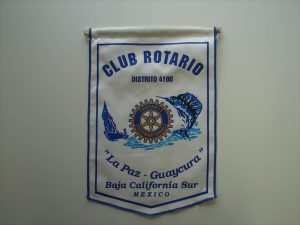 CLUB ROTARIO
DISTRITO 4100
"La Paz - Guaycura"
Baja California Sur
MEXICO